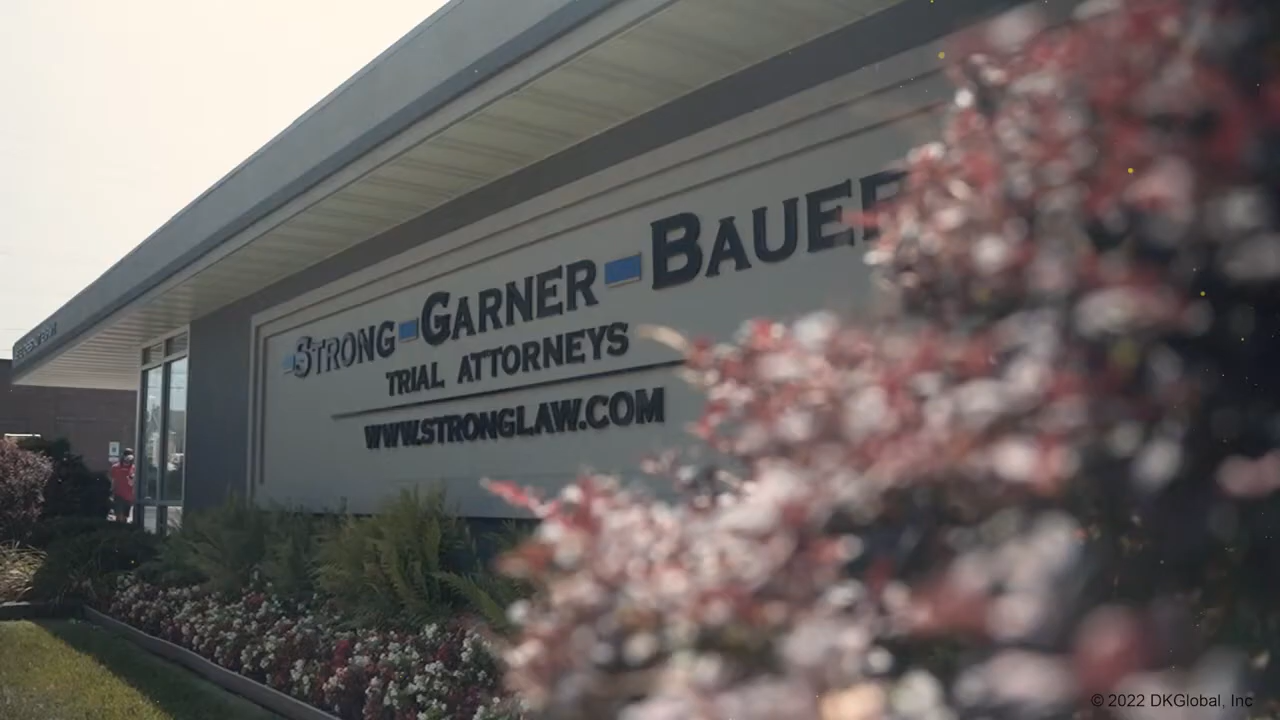 STRONG-GARNER-BAUER
TRIAL ATTORNEYS
WWW.STRONGLAW.COM
© 2022 DKGlobal, Inc